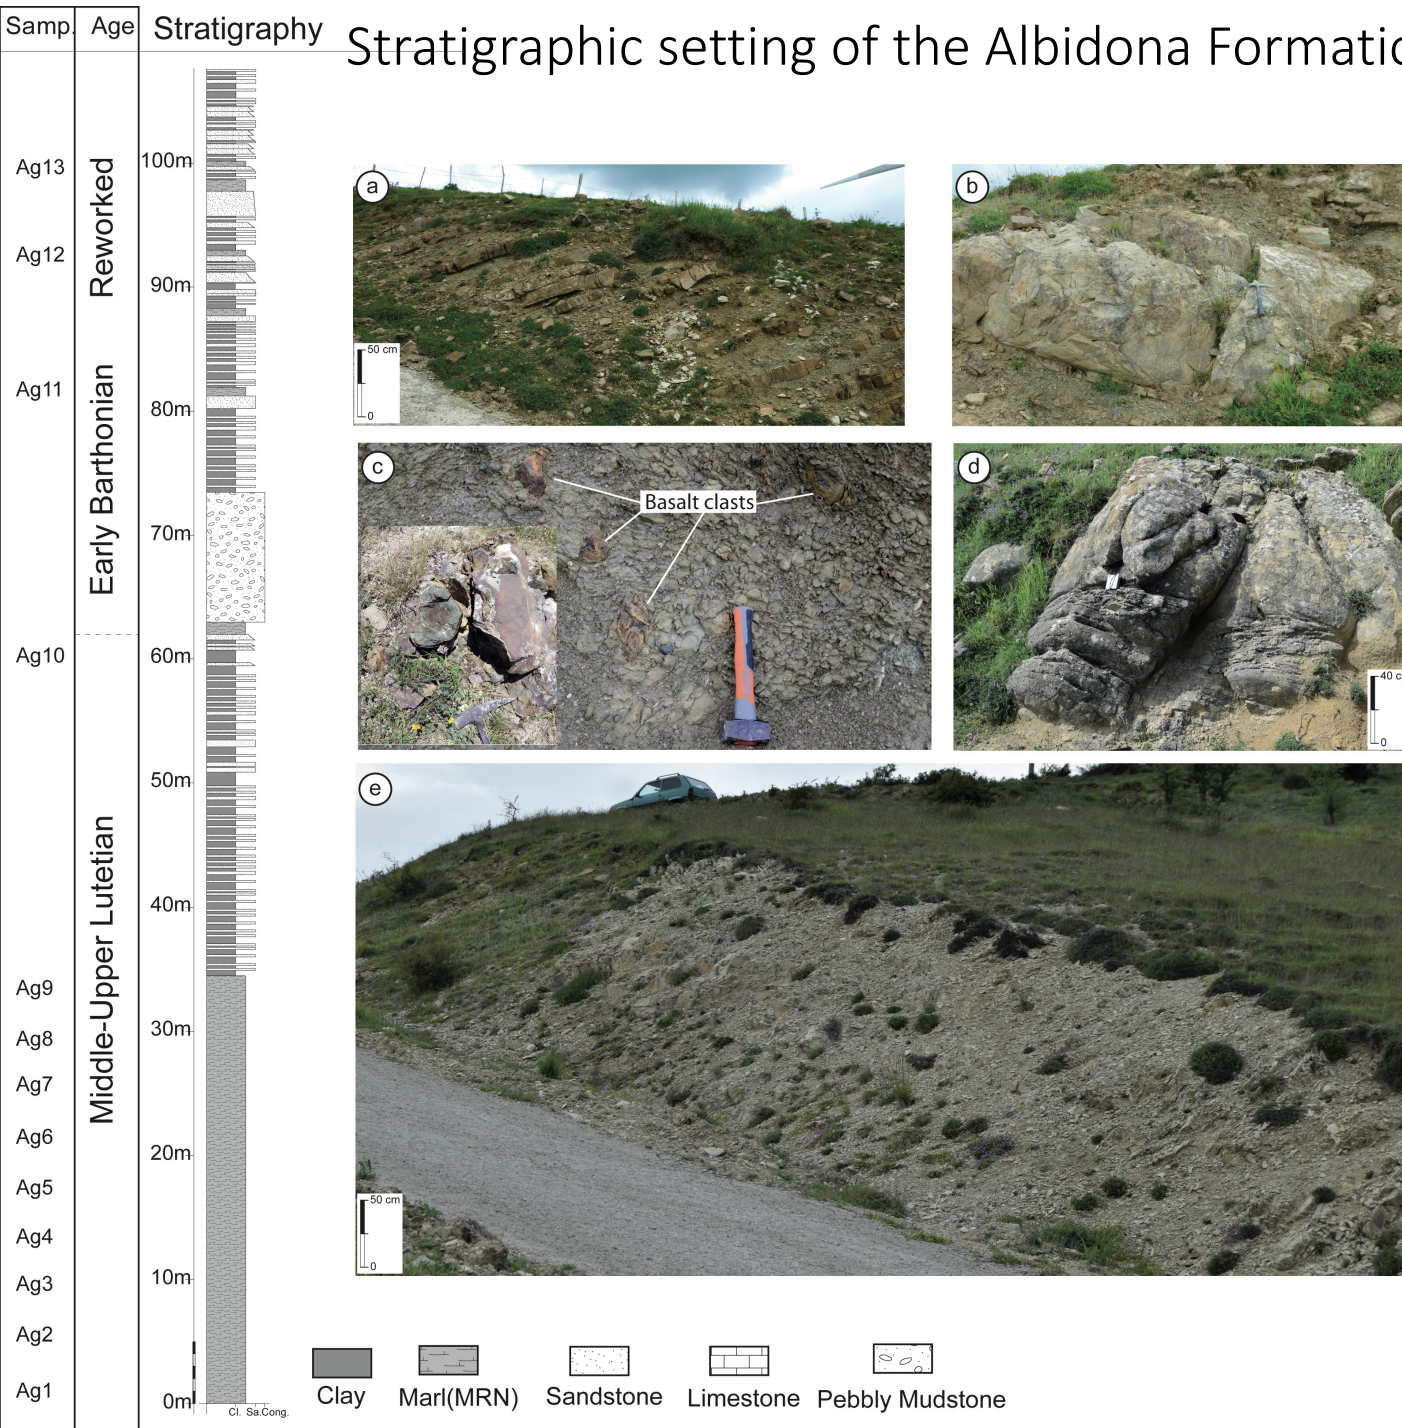 Samp.
Age
Stratigraphy
Stratigraphic setting of the Albidona Formatio
Ag13
Ag12
Ag11
Ag10
Ag9
Ag8
Ag7
Ag6
Ag5
Ag4
Ag3
Ag2
Ag1
Reworked
Early Barthonian
Middle-Upper Lutetian
100m
90m
80m
70m
60m
50m
40m
30m
20m
10m
0m
Cl. Sa.Cong.
a
50 cm
0
b
c
Basalt clasts
d
40 c
0
e
50 cm
0
Clay
Marl(MRN)
Sandstone
Limestone
Pebbly Mudstone